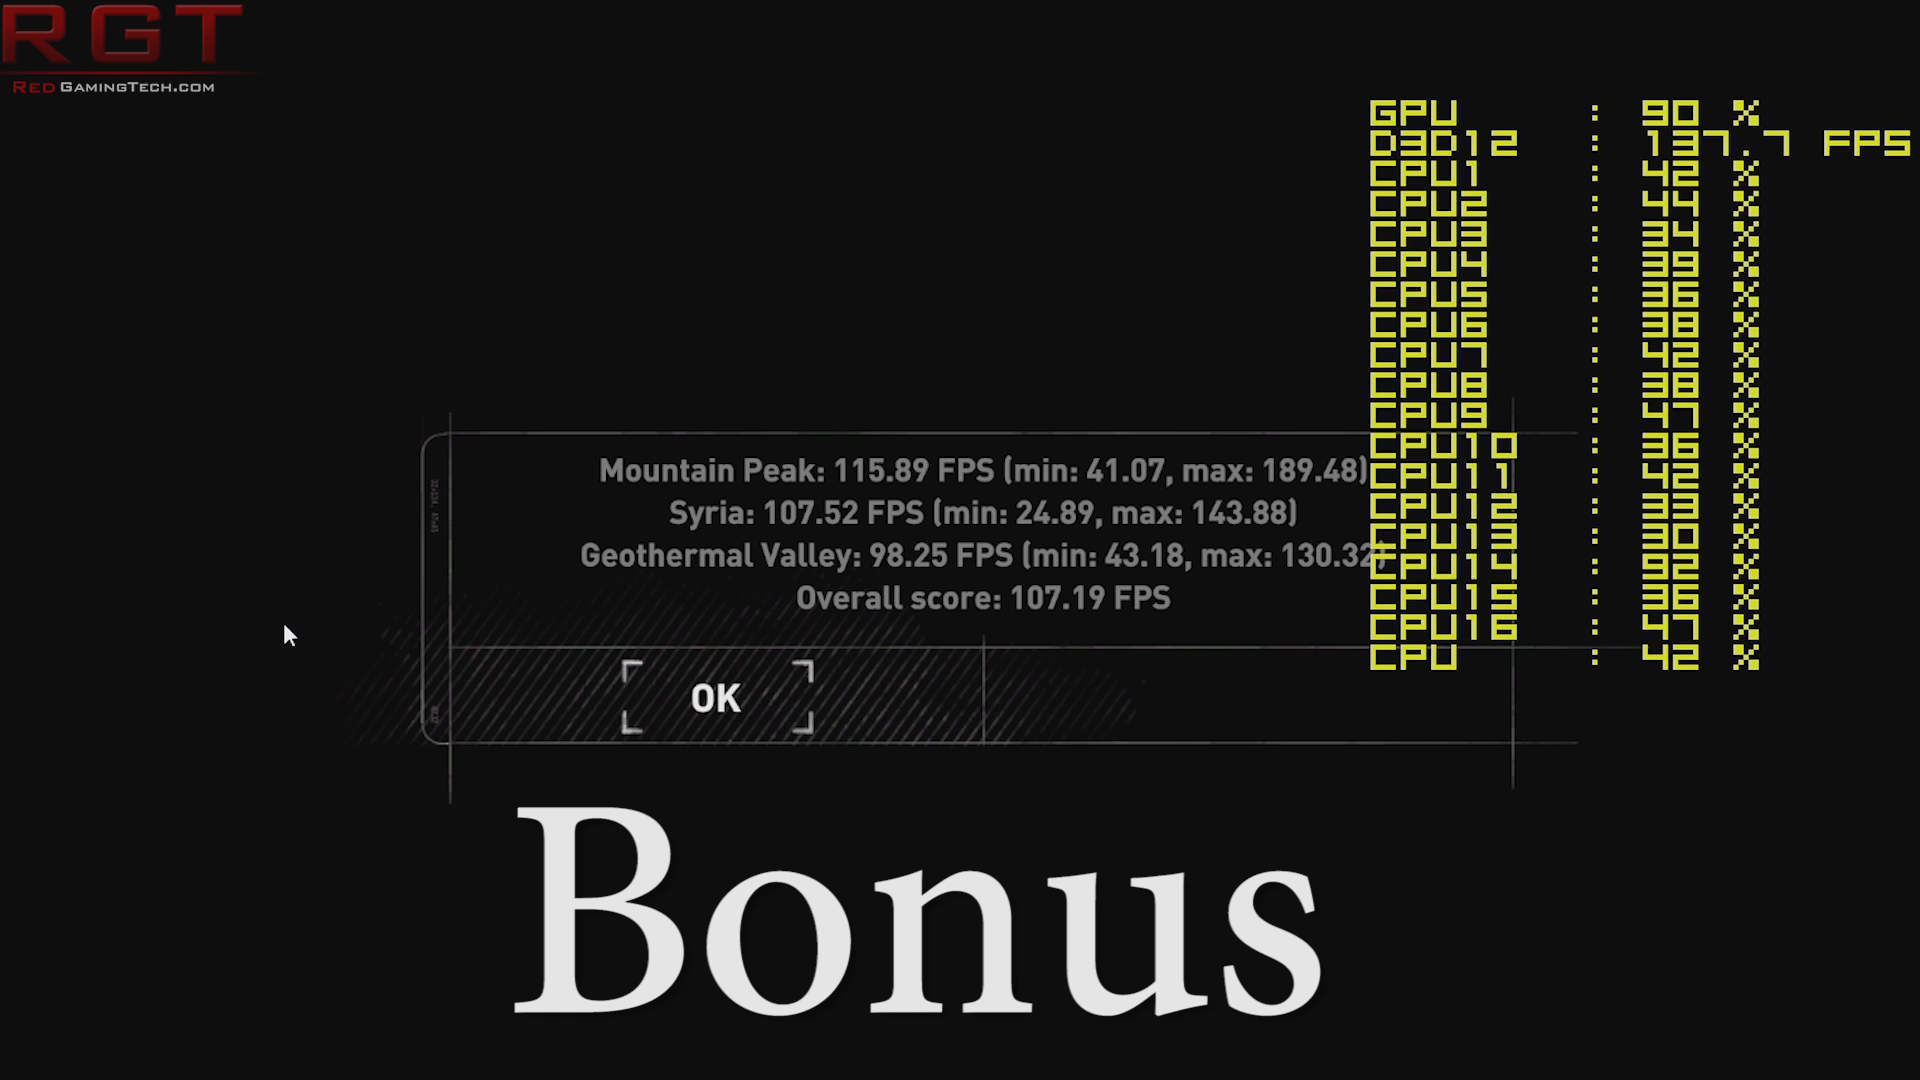 RGT
RedGamingTech.com
GPU : 90 %
D3D12 : 137.7 FPS
CPU1 : 42 %
CPU2 : 44 %
CPU3 : 34 %
CPU4 : 39 %
CPU5 : 36 %
CPU6 : 38 %
CPU7 : 42 %
CPU8 : 38 %
CPU9 : 47 %
CPU10 : 36 %
CPU11 : 42 %
CPU12 : 33 %
CPU13 : 30 %
CPU14 : 92 %
CPU15 : 36 %
CPU16 : 47 %
CPU : 42 %
Mountain Peak: 115.89 FPS (min: 41.07, max: 189.48)
Syria: 107.52 FPS (min: 24.89, max: 143.88)
Geothermal Valley: 98.25 FPS (min: 43.18, max: 130.32)
Overall score: 107.19 FPS
OK
Bonus